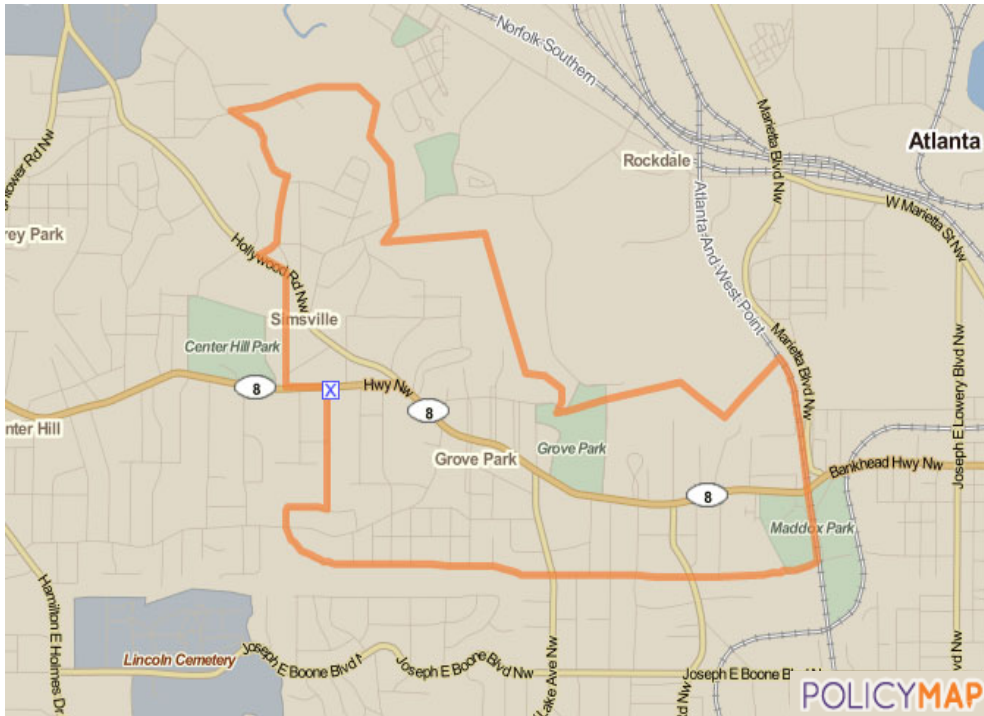 Norfolk Southern
Marietta Blvd Nw
Atlanta
Rockdale
W Marietta St Nw
rey Park
Hollywood Rd Nw
Atlanta And West Point
Simsville
Center Hill Park
Marietta Blvd Nw
8
X
Hwy Nw
8
nter Hill
Grove Park
Grove Park
Joseph E Lowery Blvd Nw
Bankhead Hwy Nw
8
Maddox Park
Hamilton E Holmes Dr
Lincoln Cemetery
Joseph E Boone Blvd N
Joseph E Boone Blvd Nw
Lake Ave Nw
Rd Nw
Joseph E Boone B
vd Nw
POLICYMAP